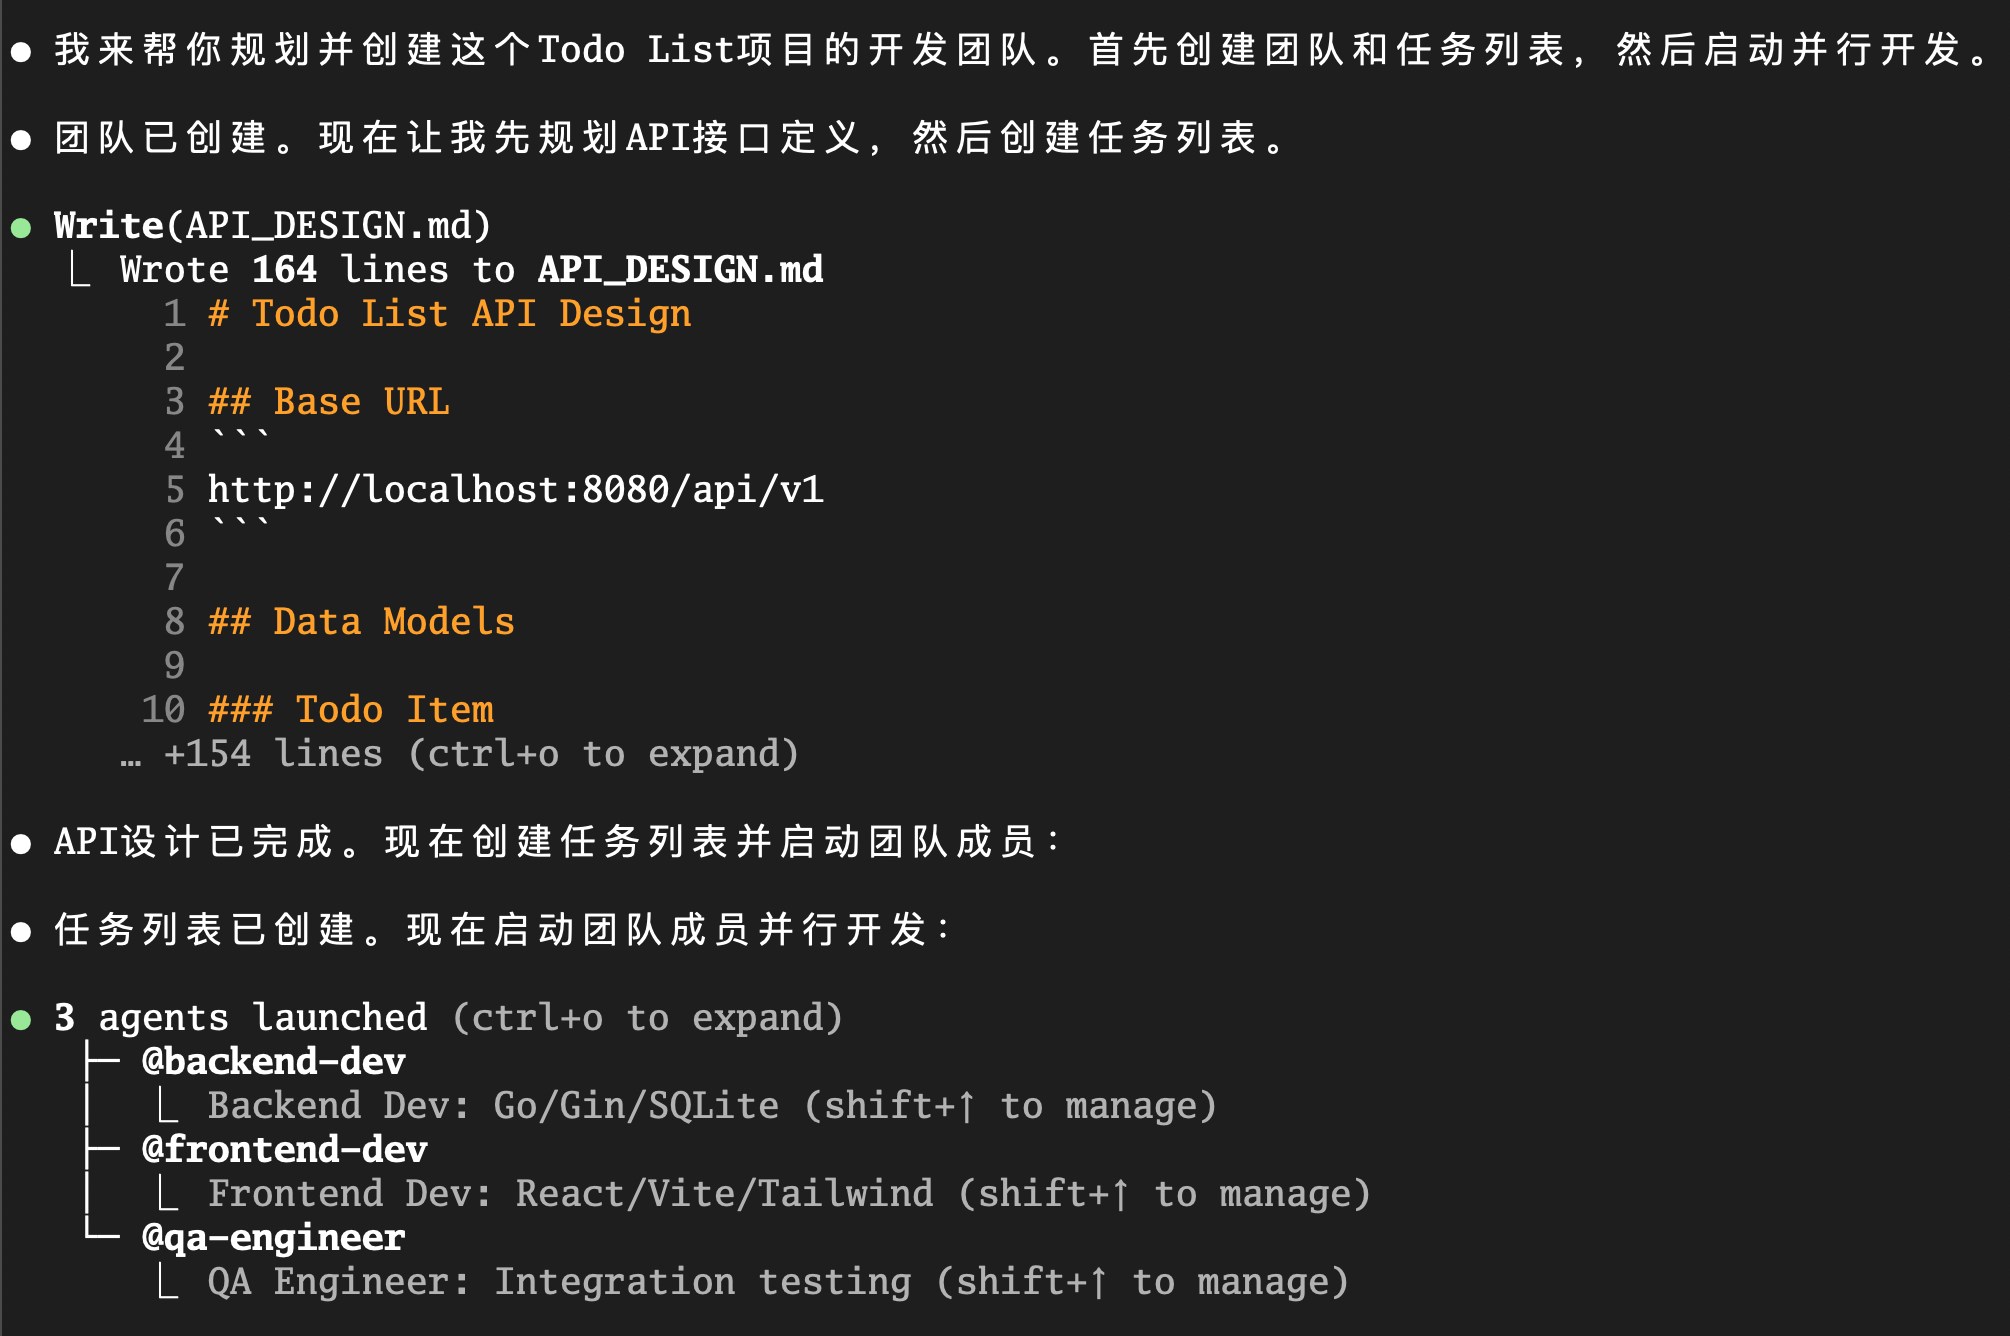 ● 我来帮你规划并创建这个Todo List项目的开发团队。首先创建团队和任务列表，然后启动并行开发。
● 团队已创建。现在让我先规划API接口定义，然后创建任务列表。
● Write(API_DESIGN.md)
⎿ Wrote 164 lines to API_DESIGN.md
1 # Todo List API Design
2
3 ## Base URL
4 ```
5 http://localhost:8080/api/v1
6 ```
7
8 ## Data Models
9
10 ### Todo Item
… +154 lines (ctrl+o to expand)
● API设计已完成。现在创建任务列表并启动团队成员：
● 任务列表已创建。现在启动团队成员并行开发：
● 3 agents launched (ctrl+o to expand)
├─ @backend-dev
│ ⎿ Backend Dev: Go/Gin/SQLite (shift+↑ to manage)
├─ @frontend-dev
│ ⎿ Frontend Dev: React/Vite/Tailwind (shift+↑ to manage)
└─ @qa-engineer
⎿ QA Engineer: Integration testing (shift+↑ to manage)